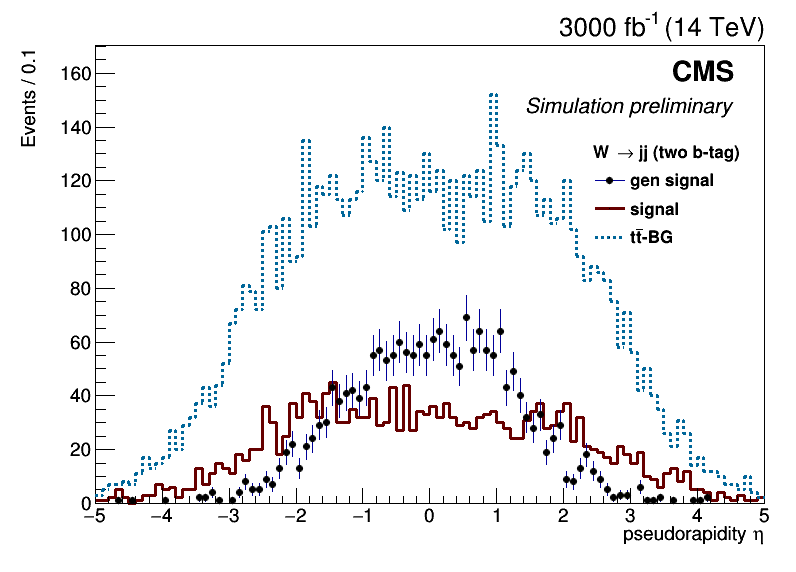 3000 fb-1 (14 TeV)
CMS
Simulation preliminary
W → jj (two b-tag)
gen signal
signal
tt̄-BG
Events / 0.1
160
140
120
100
80
60
40
20
0
−5 −4 −3 −2 −1 0 1 2 3 4 5
pseudorapidity η